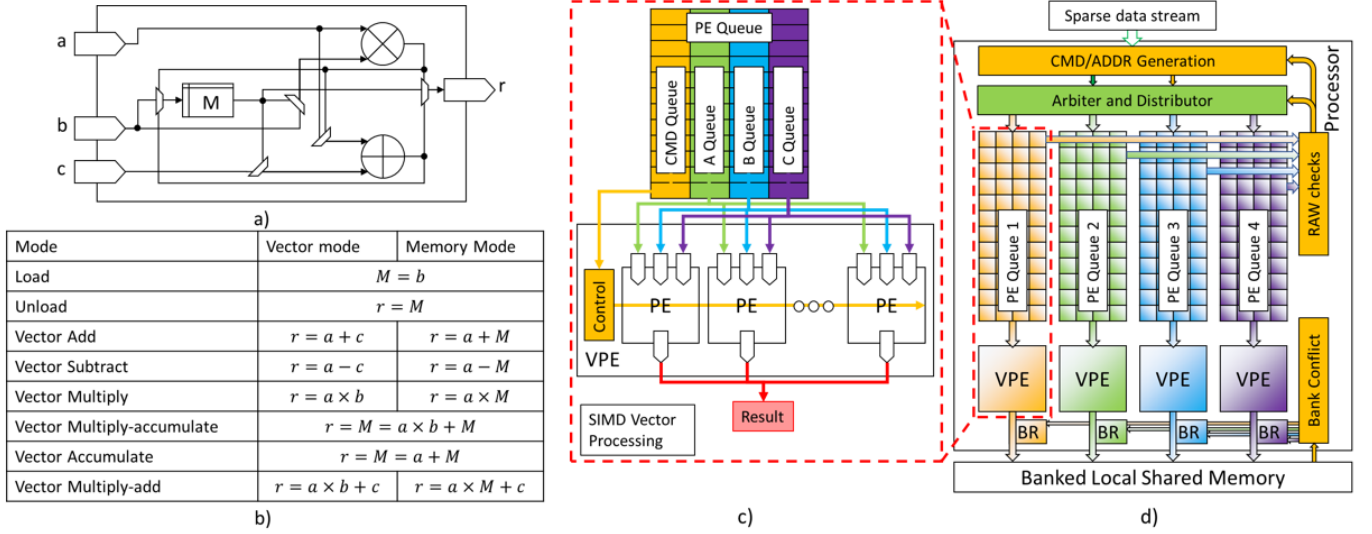 a
b
c
M
r
a)
Mode Vector mode Memory Mode
Load M = b
Unload r = M
Vector Add r = a + c r = a + M
Vector Subtract r = a − c r = a − M
Vector Multiply r = a × b r = a × M
Vector Multiply-accumulate r = M = a × b + M
Vector Accumulate r = M = a + M
Vector Multiply-add r = a × b + c r = a × M + c
b)
PE Queue
CMD Queue
A Queue
B Queue
C Queue
Control
PE
PE
PE
VPE
SIMD Vector
Processing
Result
c)
Sparse data stream
Processor
CMD/ADDR Generation
Arbiter and Distributor
PE Queue 1
PE Queue 2
PE Queue 3
PE Queue 4
RAW checks
VPE
VPE
VPE
VPE
BR
BR
BR
BR
Bank Conflict
Banked Local Shared Memory
d)